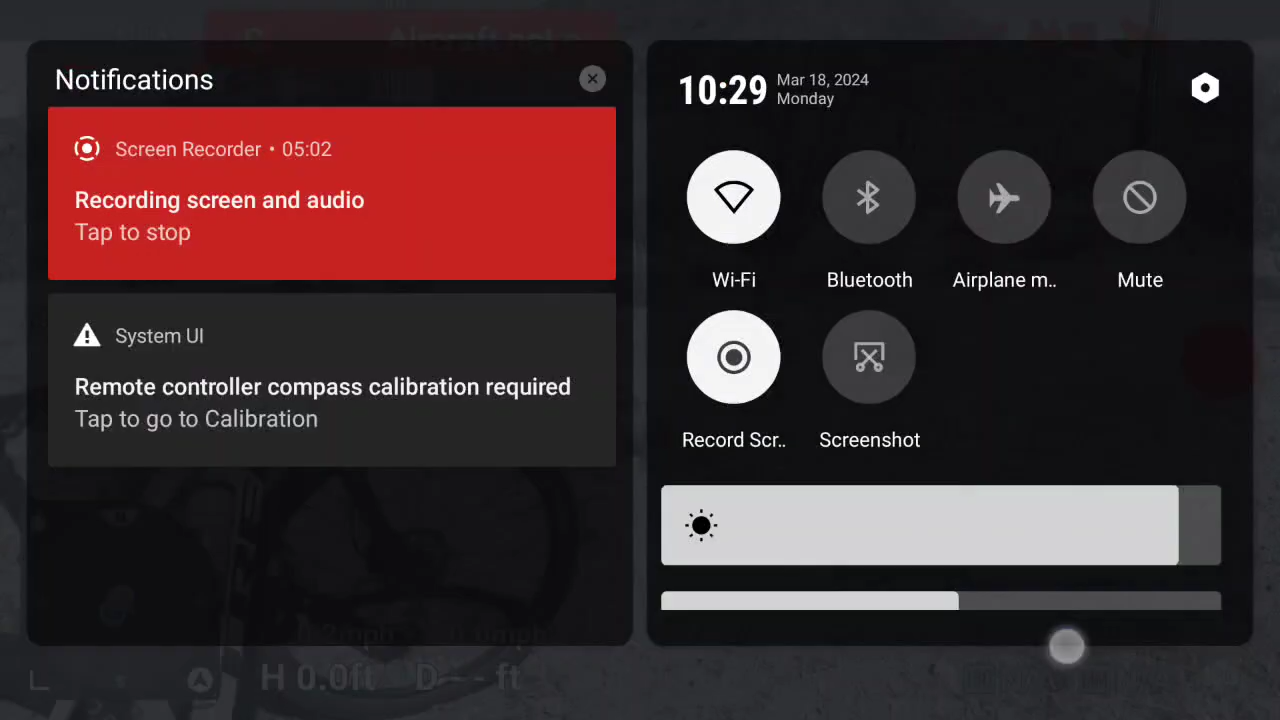 Notifications
Screen Recorder • 05:02
Recording screen and audio
Tap to stop
System UI
Remote controller compass calibration required
Tap to go to Calibration
10:29
Mar 18, 2024
Monday
Wi-Fi
Bluetooth
Airplane m..
Mute
Record Scr..
Screenshot
H 0.0ft D - - ft